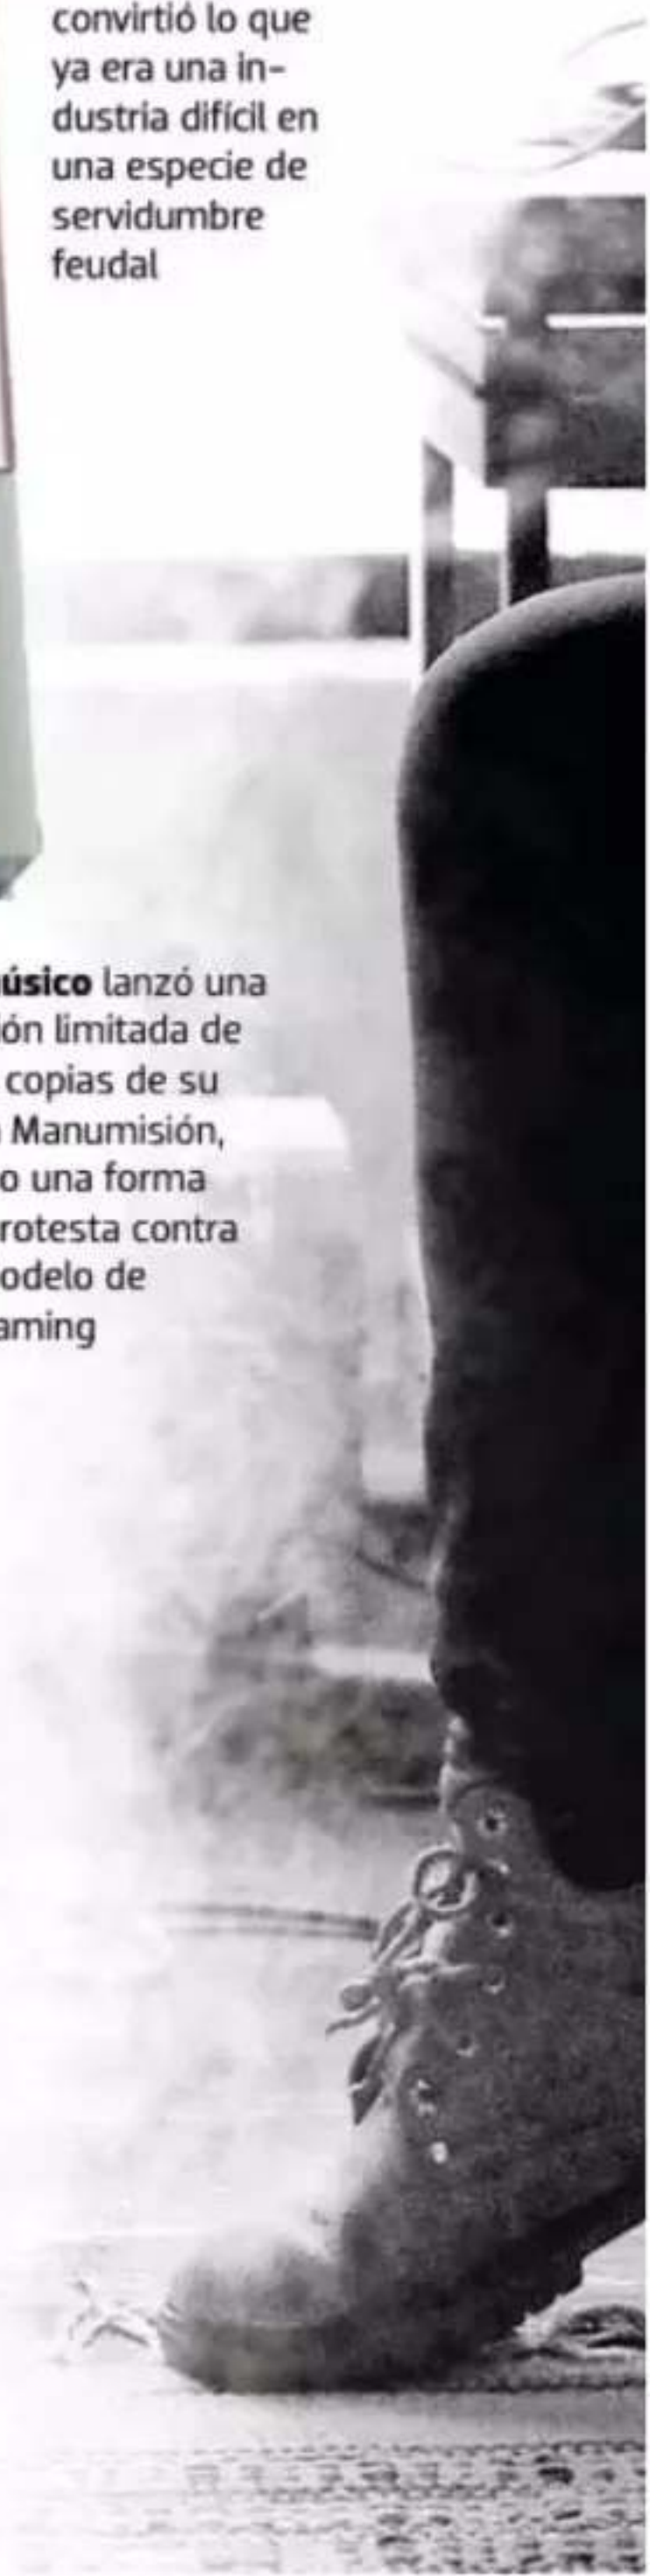 convirtió lo que
ya era una in-
dustria difícil en
una especie de
servidumbre
feudal
úsico lanzó una
ón limitada de
copias de su
Manumisión,
o una forma
rotesta contra
odelo de
aming